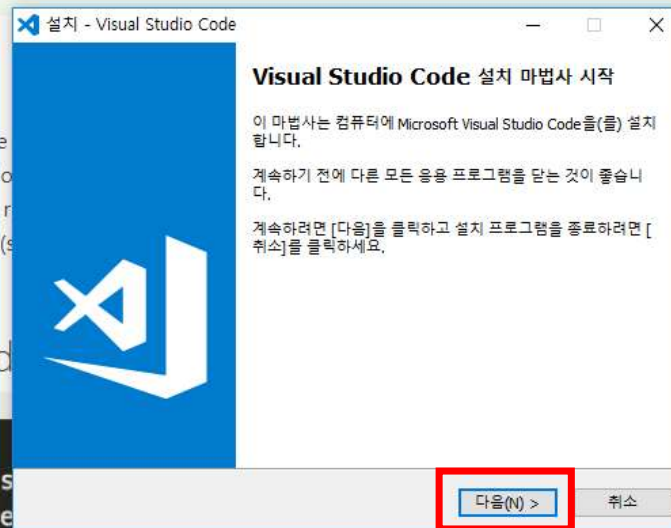 설치 - Visual Studio Code
Visual Studio Code 설치 마법사 시작
이 마법사는 컴퓨터에 Microsoft Visual Studio Code을(를) 설치
합니다.
계속하기 전에 다른 모든 응용 프로그램을 닫는 것이 좋습니
다.
계속하려면 [다음]을 클릭하고 설치 프로그램을 종료하려면 [
취소]를 클릭하세요.
다음(N) >
취소